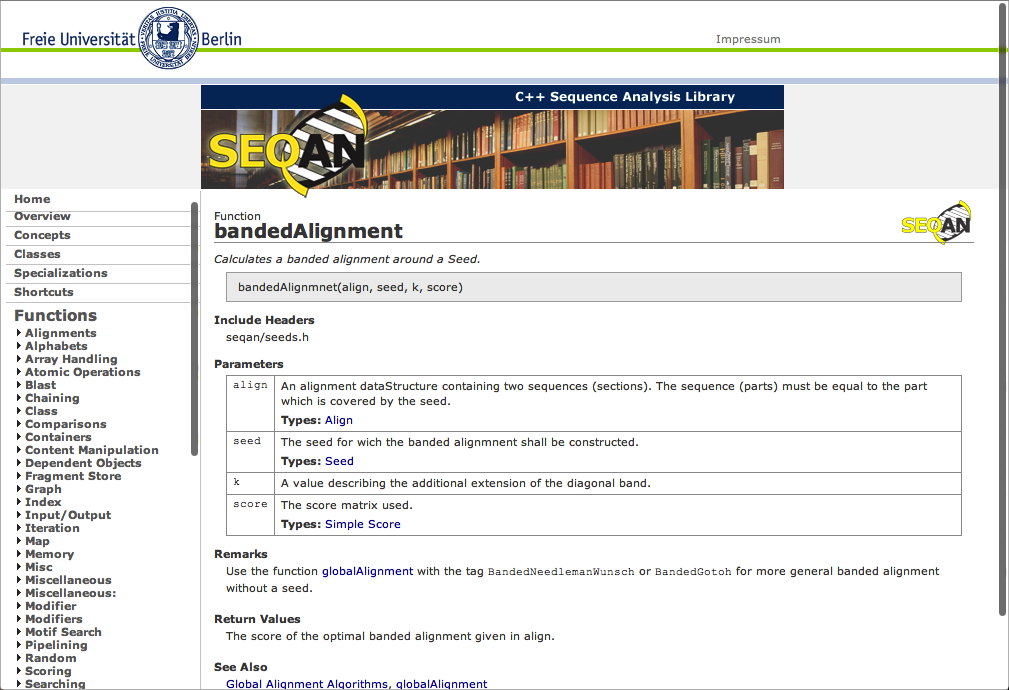 Freie Universität Berlin
Impressum
C++ Sequence Analysis Library
SEQAN
Home
Overview
Concepts
Classes
Specializations
Shortcuts
Functions
Alignments
Alphabets
Array Handling
Atomic Operations
Blast
Chaining
Class
Comparisons
Containers
Content Manipulation
Dependent Objects
Fragment Store
Graph
Index
Input/Output
Iteration
Map
Memory
Misc
Miscellaneous
Miscellaneous:
Modifier
Modifiers
Motif Search
Pipelining
Random
Scoring
Searching
Function
bandedAlignment
SEQAN
Calculates a banded alignment around a Seed.
bandedAlignmnet(align, seed, k, score)
Include Headers
seqan/seeds.h
Parameters
align An alignment dataStructure containing two sequences (sections). The sequence (parts) must be equal to the part
which is covered by the seed.
Types: Align
seed The seed for wich the banded alignmnent shall be constructed.
Types: Seed
k A value describing the additional extension of the diagonal band.
score The score matrix used.
Types: Simple Score
Remarks
Use the function globalAlignment with the tag BandedNeedlemanWunsch or BandedGotoh for more general banded alignment
without a seed.
Return Values
The score of the optimal banded alignment given in align.
See Also
Global Alignment Algorithms, globalAlignment